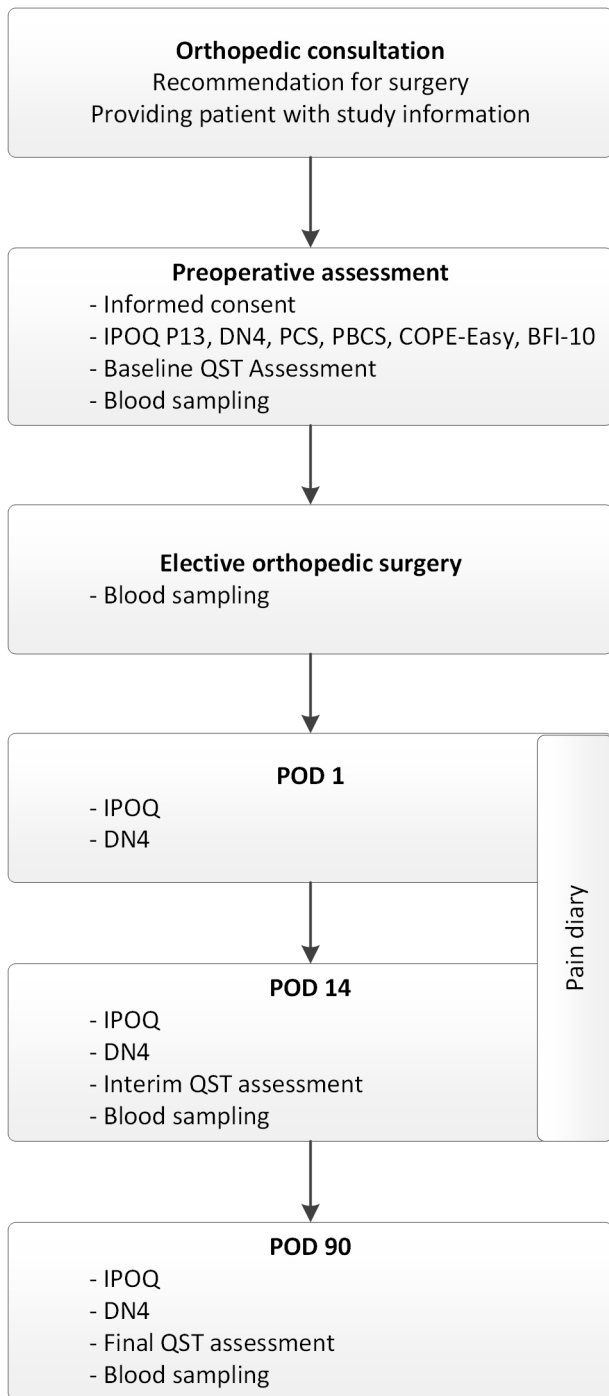 Orthopedic consultation
Recommendation for surgery
Providing patient with study information
Preoperative assessment
- Informed consent
- IPOQ P13, DN4, PCS, PBCS, COPE-Easy, BFI-10
- Baseline QST Assessment
- Blood sampling
Elective orthopedic surgery
- Blood sampling
POD 1
- IPOQ
- DN4
Pain diary
POD 14
- IPOQ
- DN4
- Interim QST assessment
- Blood sampling
POD 90
- IPOQ
- DN4
- Final QST assessment
- Blood sampling